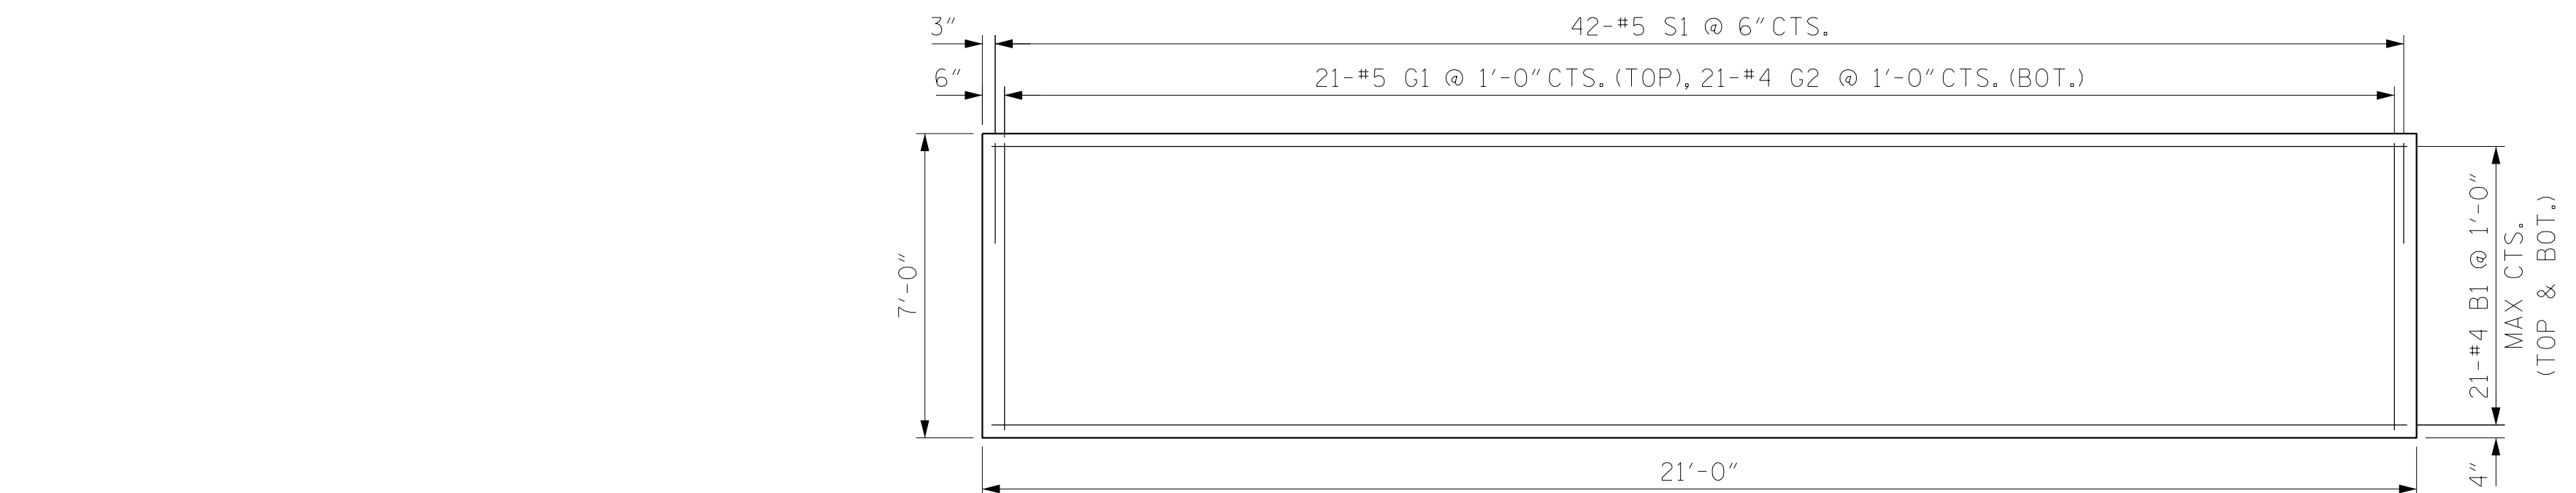 3" 42-#5 S1 @ 6"CTS.
6" 21-#5 G1 @ 1'-0"CTS.(TOP), 21-#4 G2 @ 1'-0"CTS.(BOT.)
7'-0"
21-#4 B1 @ 1'-0"
MAX CTS.
(TOP & BOT.)
21'-0"
4"